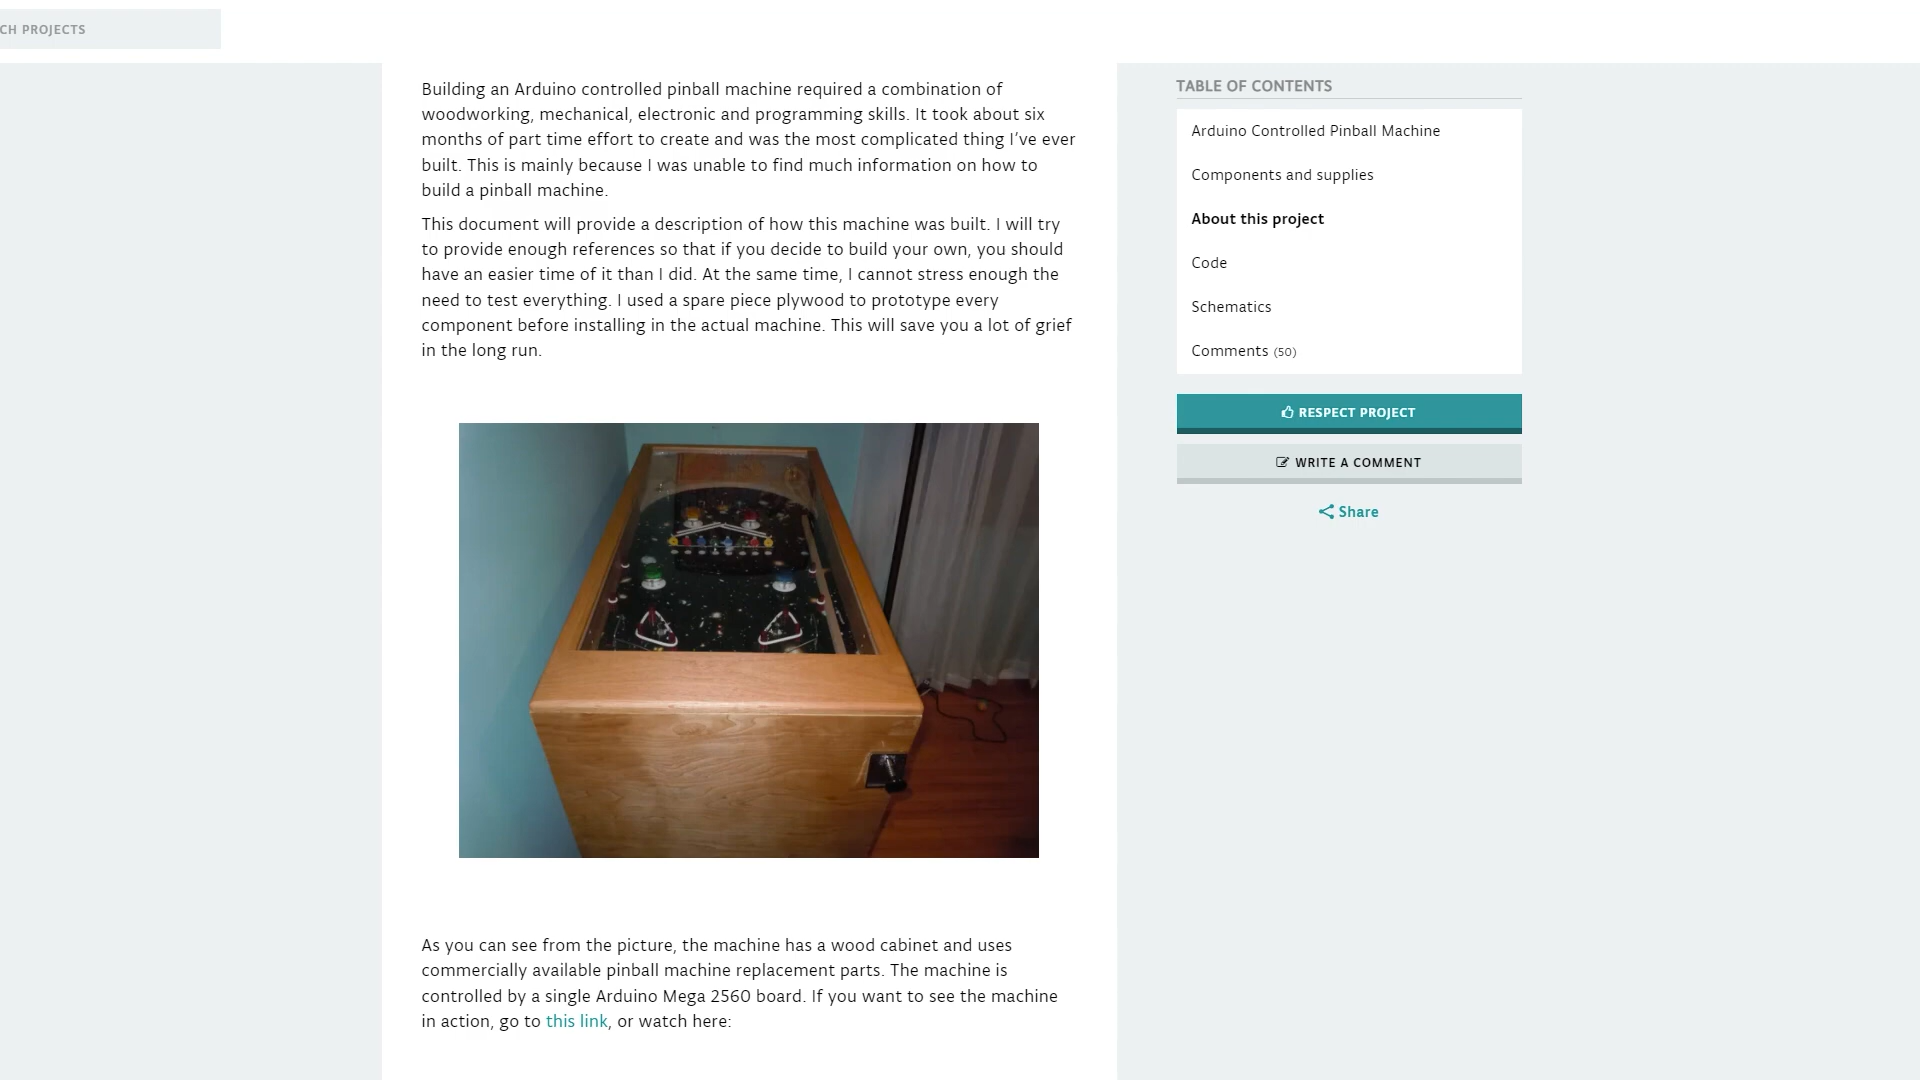 CH PROJECTS
Building an Arduino controlled pinball machine required a combination of
woodworking, mechanical, electronic and programming skills. It took about six
months of part time effort to create and was the most complicated thing I’ve ever
built. This is mainly because I was unable to find much information on how to
build a pinball machine.
This document will provide a description of how this machine was built. I will try
to provide enough references so that if you decide to build your own, you should
have an easier time of it than I did. At the same time, I cannot stress enough the
need to test everything. I used a spare piece plywood to prototype every
component before installing in the actual machine. This will save you a lot of grief
in the long run.
As you can see from the picture, the machine has a wood cabinet and uses
commercially available pinball machine replacement parts. The machine is
controlled by a single Arduino Mega 2560 board. If you want to see the machine
in action, go to this link, or watch here:
TABLE OF CONTENTS
Arduino Controlled Pinball Machine
Components and supplies
About this project
Code
Schematics
Comments (50)
RESPECT PROJECT
WRITE A COMMENT
Share